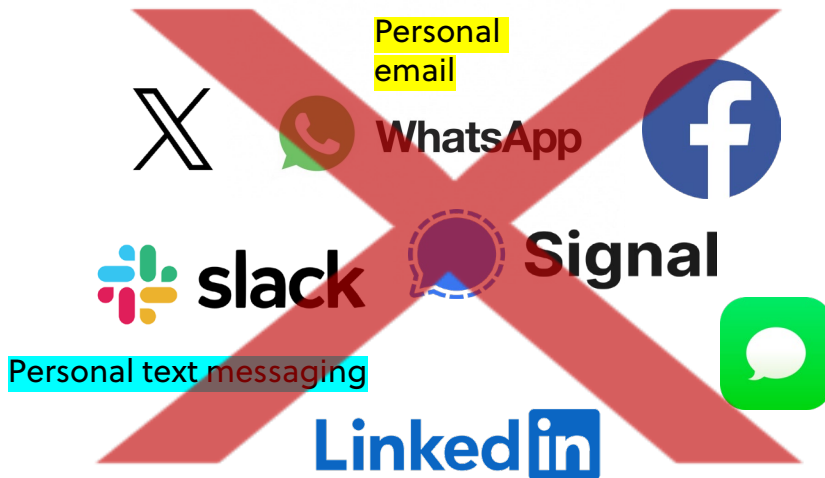 Personal
email
X
WhatsApp
f
slack
Signal
Personal text messaging
Linkedin